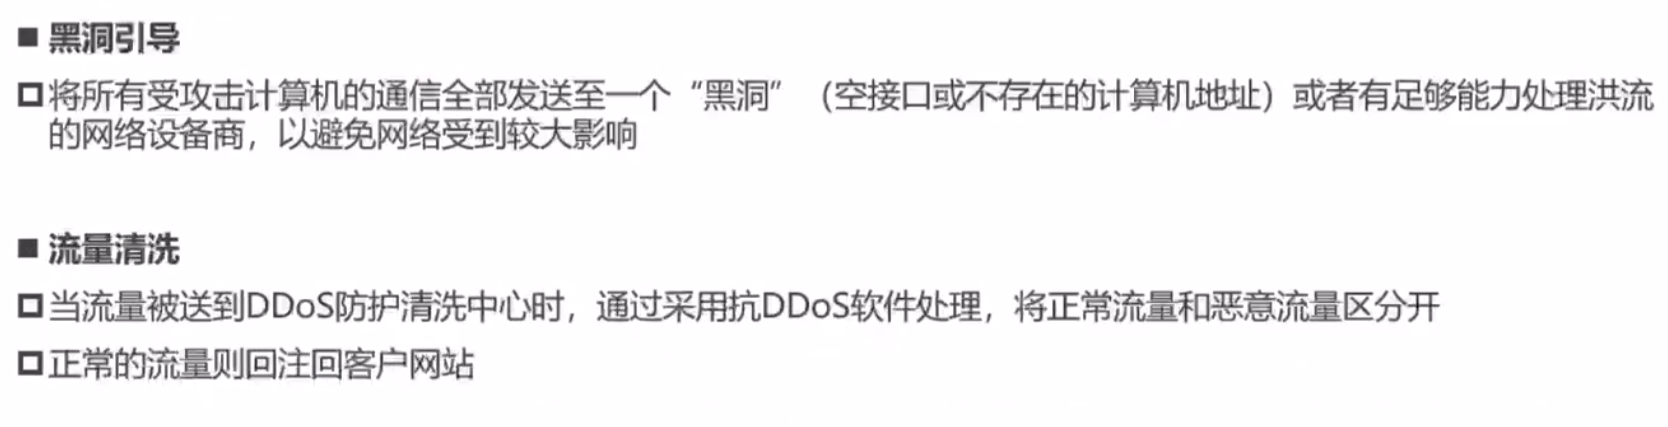 ■ 黑洞引导
□ 将所有受攻击计算机的通信全部发送至一个“黑洞”（空接口或不存在的计算机地址）或者有足够能力处理洪流
的网络设备商，以避免网络受到较大影响
■ 流量清洗
□ 当流量被送到DDoS防护清洗中心时，通过采用抗DDoS软件处理，将正常流量和恶意流量区分开
□ 正常的流量则回注回客户网站